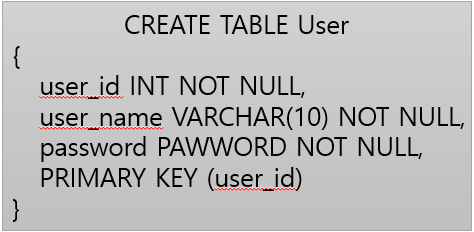 CREATE TABLE User
{
user_id INT NOT NULL,
user_name VARCHAR(10) NOT NULL,
password PAWWORD NOT NULL,
PRIMARY KEY (user_id)
}